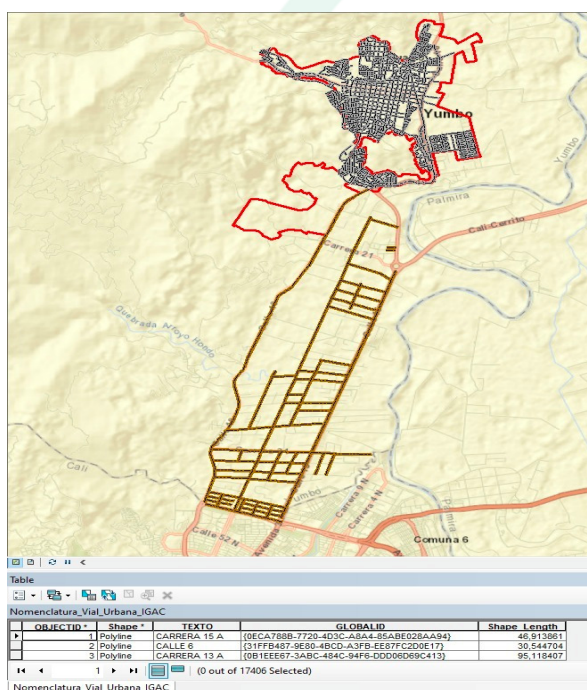 Yumbo
Palmira
Cali Cerrito
Carrera 21
Quebrada Arroyo Hondo
Cali
Yumbo
Carrera 9 N
Carrera 4 N
Palmira
Calle 52 N
Avenida
Comuna 6
Table
Nomenclatura_Vial_Urbana_IGAC
OBJECTID * Shape * TEXTO GLOBALID Shape_Length
1 Polyline CARRERA 15 A {0ECA788B-7720-4D3C-A8A4-85ABE028AA94} 46,913861
2 Polyline CALLE 6 {31FFB487-9E80-4BCD-A3FB-EE87FC2D0E17} 30,544704
3 Polyline CARRERA 13 A {0B1EEE67-3ABC-484C-94F6-DDD06D69C413} 95,118407
1 (0 out of 17406 Selected)
Nomenclatura_Vial_Urbana_IGAC